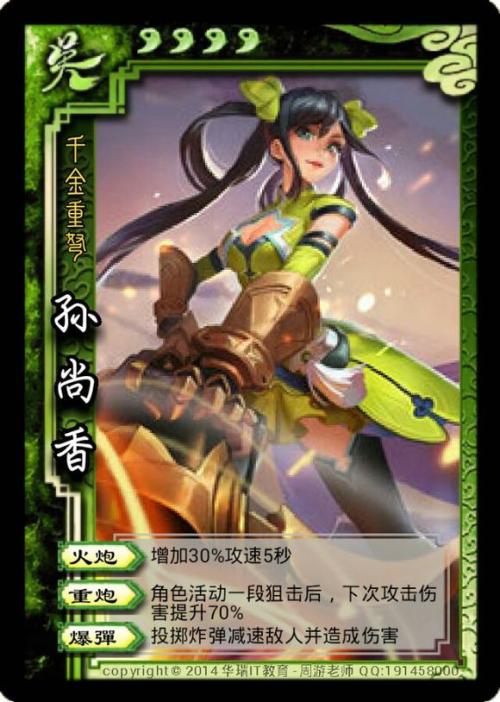 吴
千金重弩
孙尚香
火炮 增加30%攻速5秒
重炮 角色活动一段狙击后，下次攻击伤
害提升70%
爆彈 投掷炸弹减速敌人并造成伤害
copyright © 2014 华瑞IT教育 - 周游老师 QQ:191458000